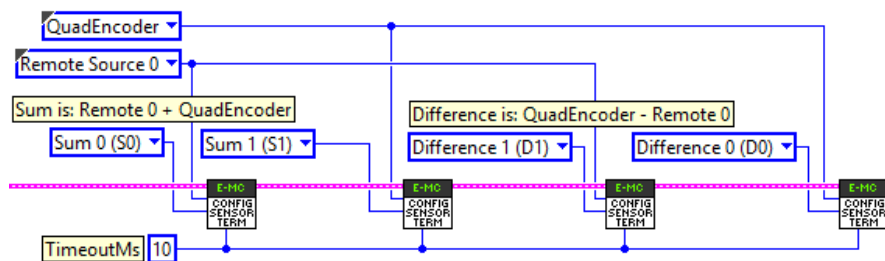 QuadEncoder
Remote Source 0
Sum is: Remote 0 + QuadEncoder
Difference is: QuadEncoder - Remote 0
Sum 0 (S0)
Sum 1 (S1)
Difference 1 (D1)
Difference 0 (D0)
E-MC
CONFIG
SENSOR
TERM
E-MC
CONFIG
SENSOR
TERM
E-MC
CONFIG
SENSOR
TERM
E-MC
CONFIG
SENSOR
TERM
TimeoutMs 10